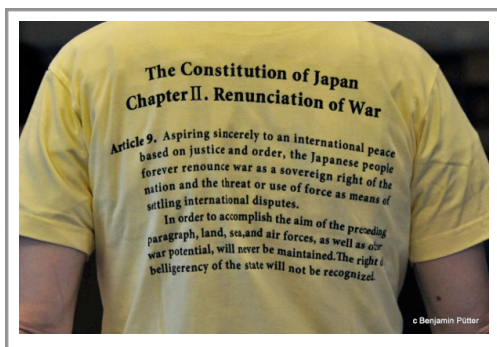 The Constitution of Japan
Chapter II. Renunciation of War
Article 9. Aspiring sincerely to an international peace
based on justice and order, the Japanese people
forever renounce war as a sovereign right of the
nation and the threat or use of force as means of
settling international disputes.
In order to accomplish the aim of the preceding
paragraph, land, sea,and air forces, as well as other
war potential, will never be maintained.The right
belligerency of the state will not be recognized.
c Benjamin Pütter